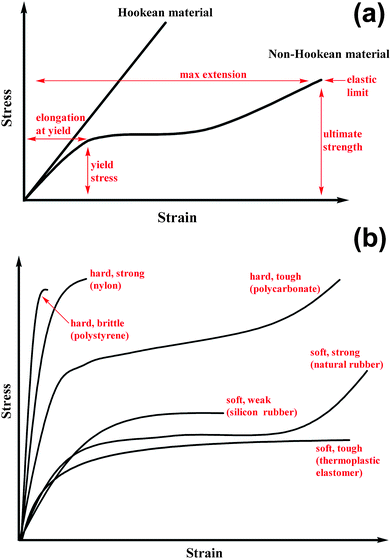 (a)
Hookean material
Non-Hookean material
max extension
elastic
limit
elongation
at yield
yield
stress
ultimate
strength
Stress
Strain
(b)
hard, strong
(nylon)
hard, tough
(polycarbonate)
hard, brittle
(polystyrene)
soft, strong
(natural rubber)
soft, weak
(silicon rubber)
soft, tough
(thermoplastic
elastomer)
Stress
Strain